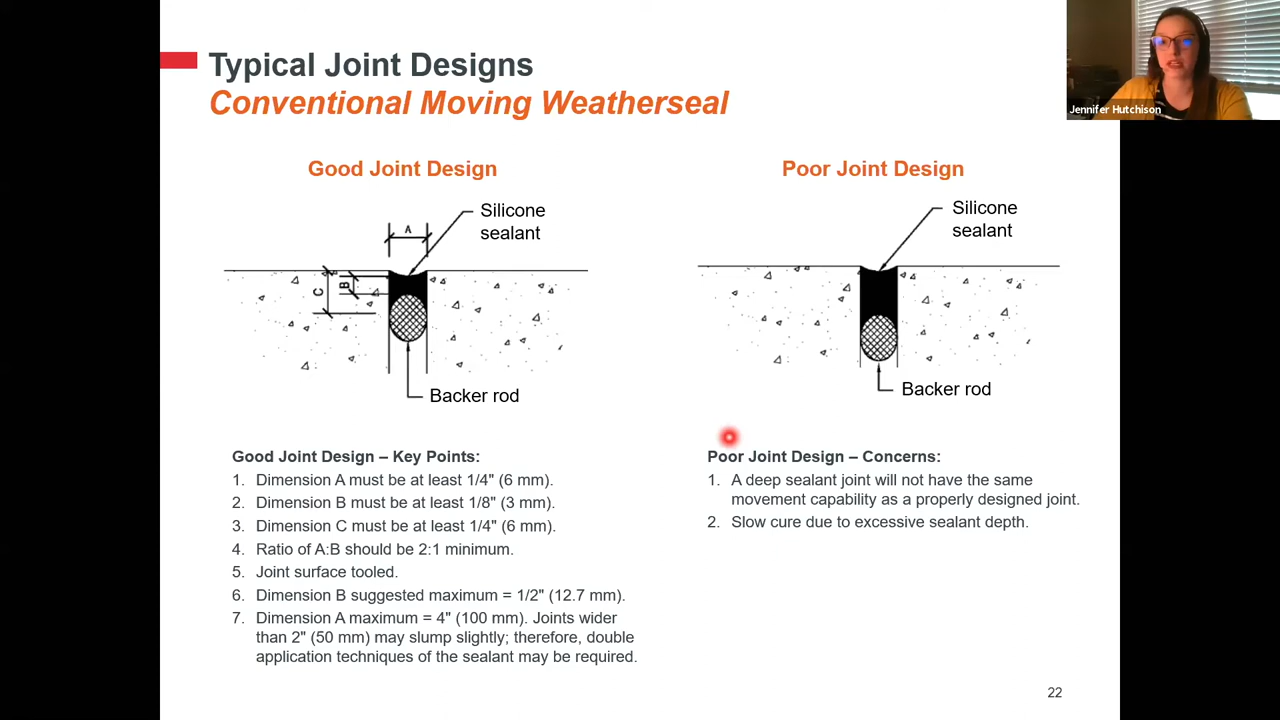 Typical Joint Designs
Conventional Moving Weatherseal
Jennifer Hutchison
Good Joint Design
Silicone
sealant
A
B
C
Backer rod
Good Joint Design – Key Points:
1. Dimension A must be at least 1/4" (6 mm).
2. Dimension B must be at least 1/8" (3 mm).
3. Dimension C must be at least 1/4" (6 mm).
4. Ratio of A:B should be 2:1 minimum.
5. Joint surface tooled.
6. Dimension B suggested maximum = 1/2" (12.7 mm).
7. Dimension A maximum = 4" (100 mm). Joints wider
than 2" (50 mm) may slump slightly; therefore, double
application techniques of the sealant may be required.
Poor Joint Design
Silicone
sealant
Backer rod
Poor Joint Design – Concerns:
1. A deep sealant joint will not have the same
movement capability as a properly designed joint.
2. Slow cure due to excessive sealant depth.
22